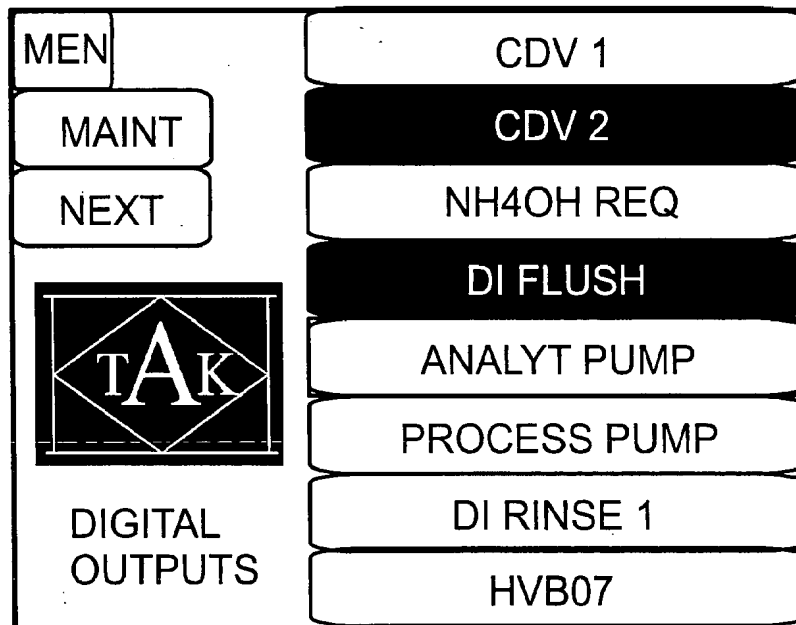 MEN
MAINT
NEXT
TAK
DIGITAL
OUTPUTS
CDV 1
CDV 2
NH4OH REQ
DI FLUSH
ANALYT PUMP
PROCESS PUMP
DI RINSE 1
HVB07